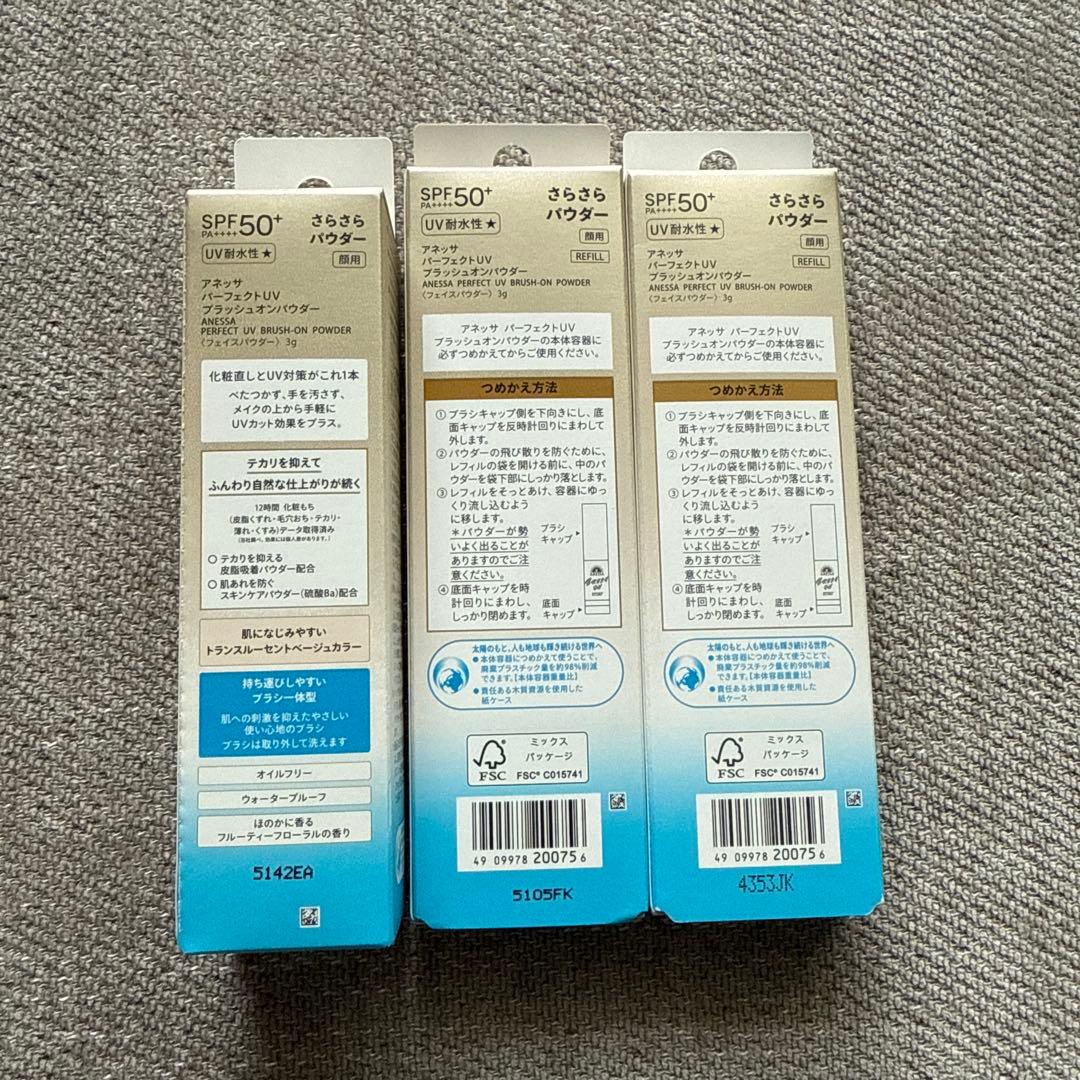 SPF50+
PA++++
さらさら
パウダー
UV耐水性★
顔用
アネッサ
パーフェクトUV
ブラッシュオンパウダー
ANESSA
PERFECT UV BRUSH-ON POWDER
〈フェイスパウダー〉3g
化粧直しとUV対策がこれ1本
べたつかず、手を汚さず、
メイクの上から手軽に
UVカット効果をプラス。
テカリを抑えて
ふんわり自然な仕上がりが続く
12時間 化粧もち
(皮脂くずれ・毛穴おち・テカリ・
薄れ・くすみ)データ取得済み
(当社調べ。効果には個人差があります。)
○ テカリを抑える
皮脂吸着パウダー配合
○ 肌あれを防ぐ
スキンケアパウダー(硫酸Ba)配合
肌になじみやすい
トランスルーセントベージュカラー
持ち運びしやすい
ブラシ一体型
肌への刺激を抑えたやさしい
使い心地のブラシ
ブラシは取り外して洗えます
オイルフリー
ウォータープルーフ
ほのかに香る
フルーティーフローラルの香り
5142EA
SPF50+
PA++++
さらさら
パウダー
UV耐水性★
顔用
REFILL
アネッサ
パーフェクトUV
ブラッシュオンパウダー
ANESSA PERFECT UV BRUSH-ON POWDER
〈フェイスパウダー〉3g
アネッサ パーフェクトUV
ブラッシュオンパウダーの本体容器に
必ずつめかえてからご使用ください。
つめかえ方法
① ブラシキャップ側を下向きにし、底
面キャップを反時計回りにまわして
外します。
② パウダーの飛び散りを防ぐために、
レフィルの袋を開ける前に、中のパ
ウダーを袋下部にしっかり落とします。
③ レフィルをそっとあけ、容器にゆっ
くり流し込むよう
に移します。
＊パウダーが勢
いよく出ることが
ありますのでご注
意ください。
④ 底面キャップを時
計回りにまわし、
しっかり閉めます。
ブラシ
キャップ
底面
キャップ
太陽のもと、人も地球も輝き続ける世界へ
● 本体容器につめかえて使うことで、
廃棄プラスチック量を約98%削減
できます。【本体容器重量比】
● 責任ある木質資源を使用した
紙ケース
FSC
ミックス
パッケージ
FSC® C015741
49 09978 20075 6
5105FK
SPF50+
PA++++
さらさら
パウダー
UV耐水性★
顔用
REFILL
アネッサ
パーフェクトUV
ブラッシュオンパウダー
ANESSA PERFECT UV BRUSH-ON POWDER
〈フェイスパウダー〉3g
アネッサ パーフェクトUV
ブラッシュオンパウダーの本体容器に
必ずつめかえてからご使用ください。
つめかえ方法
① ブラシキャップ側を下向きにし、底
面キャップを反時計回りにまわして
外します。
② パウダーの飛び散りを防ぐために、
レフィルの袋を開ける前に、中のパ
ウダーを袋下部にしっかり落とします。
③ レフィルをそっとあけ、容器にゆっ
くり流し込むよう
に移します。
＊パウダーが勢
いよく出ることが
ありますのでご注
意ください。
④ 底面キャップを時
計回りにまわし、
しっかり閉めます。
ブラシ
キャップ
底面
キャップ
太陽のもと、人も地球も輝き続ける世界へ
● 本体容器につめかえて使うことで、
廃棄プラスチック量を約98%削減
できます。【本体容器重量比】
● 責任ある木質資源を使用した
紙ケース
FSC
ミックス
パッケージ
FSC® C015741
49 09978 20075 6
4353JK